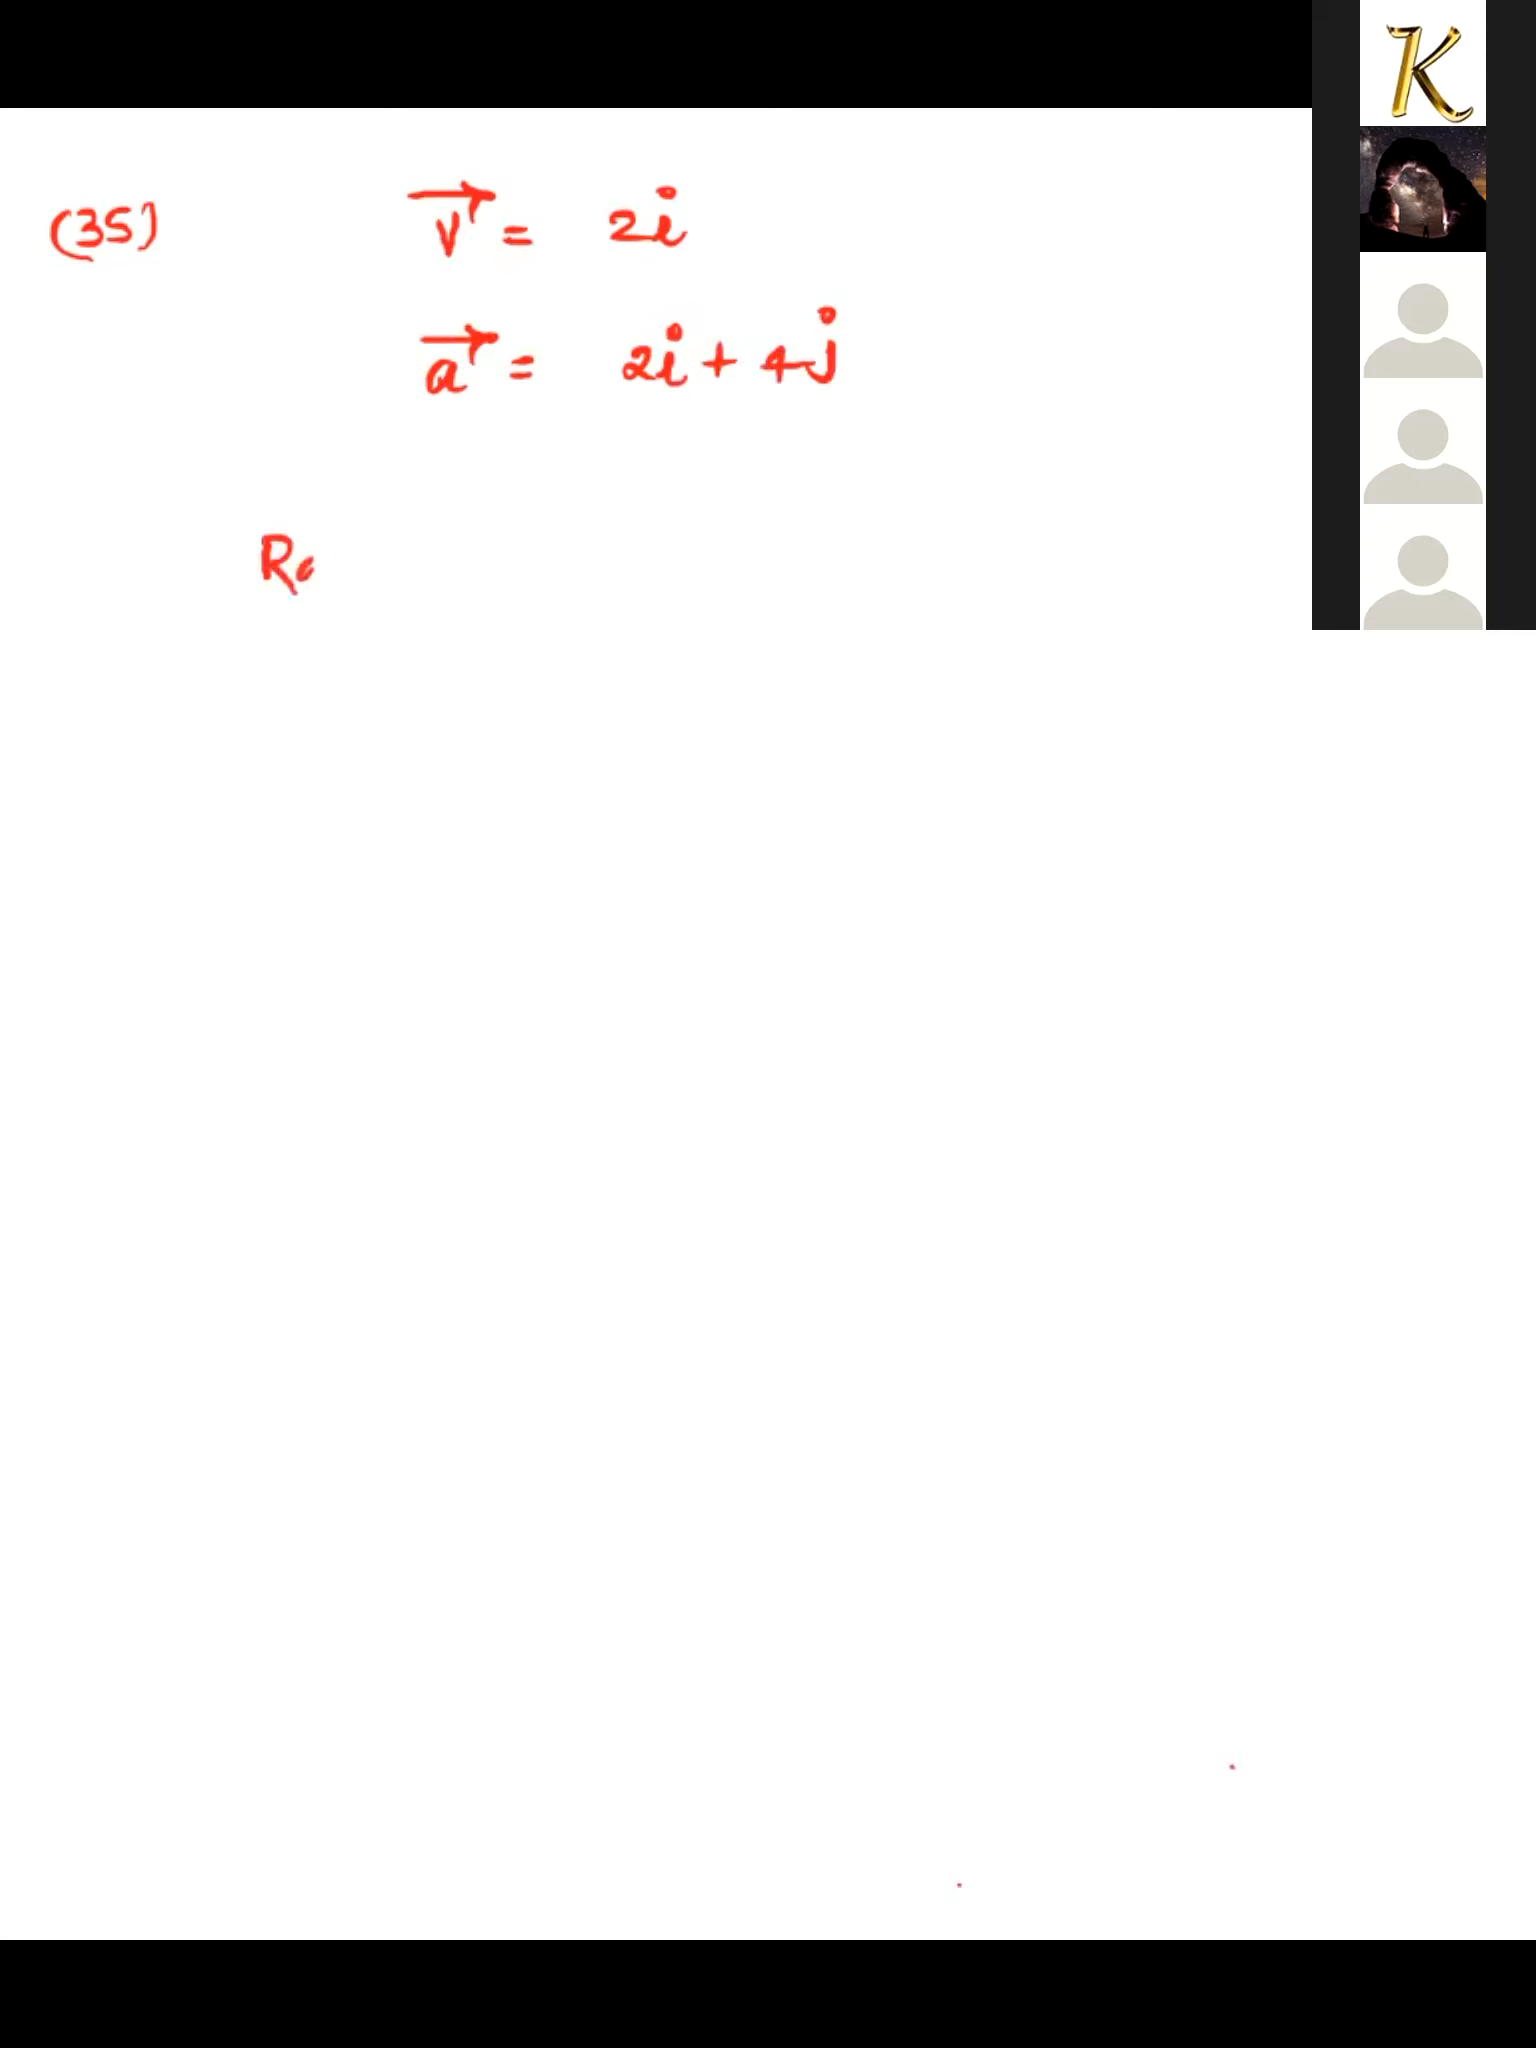 (35) v⃗ = 2i
a⃗ = 2i + 4j
K